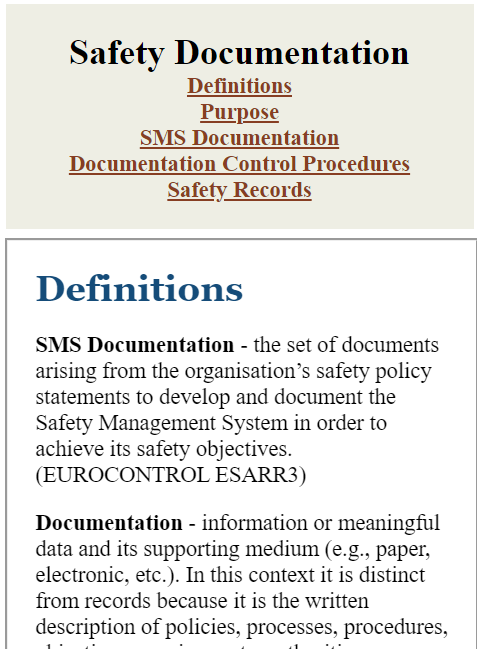 Safety Documentation
Definitions
Purpose
SMS Documentation
Documentation Control Procedures
Safety Records
Definitions
SMS Documentation - the set of documents
arising from the organisation’s safety policy
statements to develop and document the
Safety Management System in order to
achieve its safety objectives.
(EUROCONTROL ESARR3)
Documentation - information or meaningful
data and its supporting medium (e.g., paper,
electronic, etc.). In this context it is distinct
from records because it is the written
description of policies, processes, procedures,